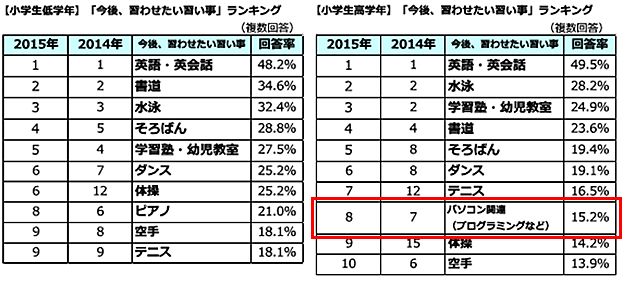 【小学生低学年】「今後、習わせたい習い事」ランキング
(複数回答)
2015年 2014年 今後、習わせたい習い事 回答率
1 1 英語・英会話 48.2%
2 2 書道 34.6%
3 3 水泳 32.4%
4 5 そろばん 28.8%
5 4 学習塾・幼児教室 27.5%
6 7 ダンス 25.2%
6 12 体操 25.2%
8 6 ピアノ 21.0%
9 8 空手 18.1%
9 9 テニス 18.1%
【小学生高学年】「今後、習わせたい習い事」ランキング
(複数回答)
2015年 2014年 今後、習わせたい習い事 回答率
1 1 英語・英会話 49.5%
2 2 水泳 28.2%
3 2 学習塾・幼児教室 24.9%
4 4 書道 23.6%
5 8 そろばん 19.4%
6 8 ダンス 19.1%
7 12 テニス 16.5%
8 7 パソコン関連 15.2%
(プログラミングなど)
9 15 体操 14.2%
10 6 空手 13.9%